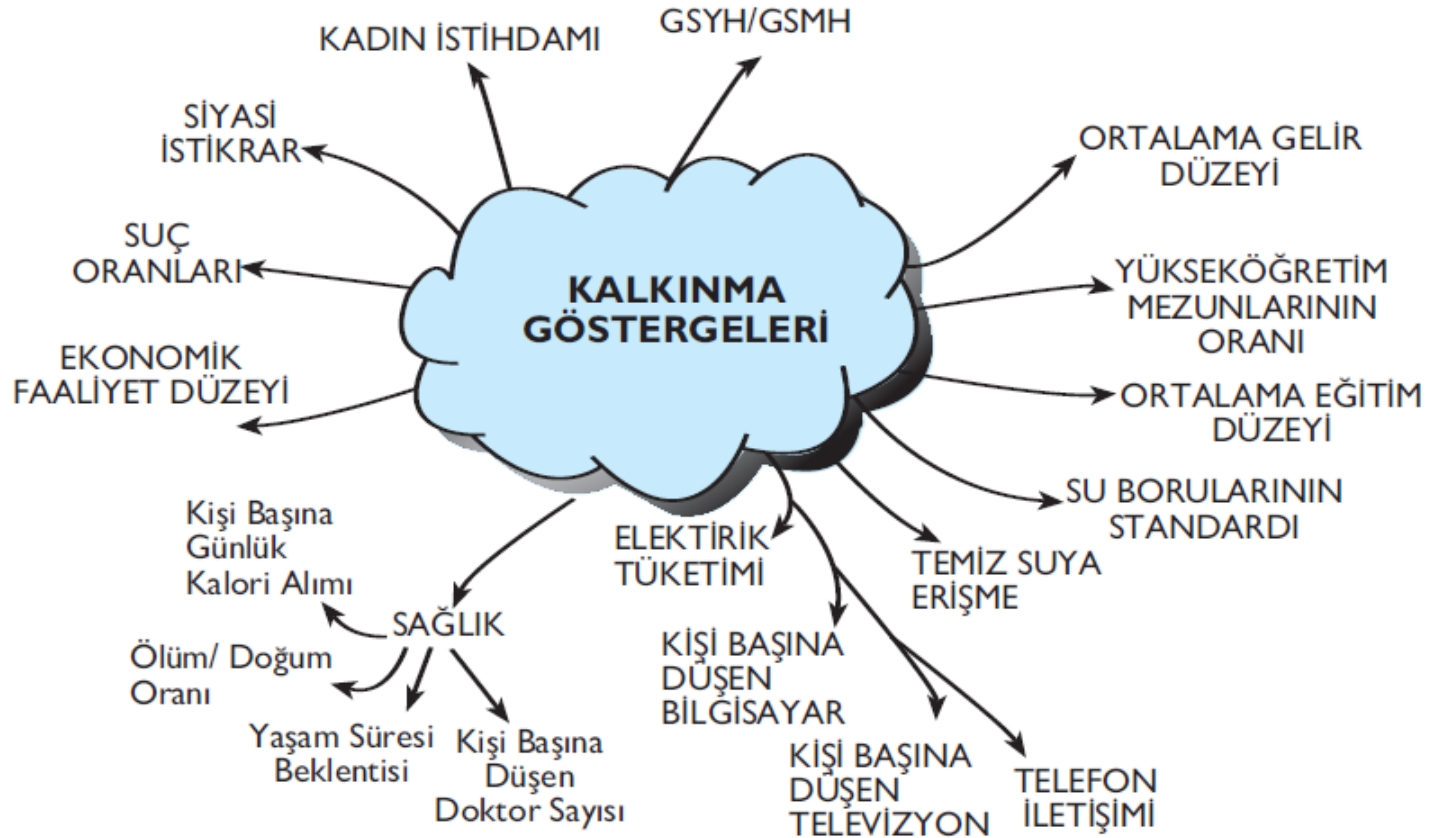 KADIN İSTİHDAMI
GSYH/GSMH
SİYASİ
İSTİKRAR
ORTALAMA GELİR
DÜZEYİ
SUÇ
ORANLARI
KALKINMA
GÖSTERGELERİ
YÜKSEKÖĞRETİM
MEZUNLARININ
ORANI
EKONOMİK
FAALİYET DÜZEYİ
ORTALAMA EĞİTİM
DÜZEYİ
SU BORULARININ
STANDARDI
Kişi Başına
Günlük
Kalori Alımı
ELEKTİRİK
TÜKETİMİ
TEMİZ SUYA
ERİŞME
SAĞLIK
Ölüm/ Doğum
Oranı
KİŞİ BAŞINA
DÜŞEN
BİLGİSAYAR
Yaşam Süresi
Beklentisi
Kişi Başına
Düşen
Doktor Sayısı
KİŞİ BAŞINA
DÜŞEN
TELEVİZYON
TELEFON
İLETİŞİMİ